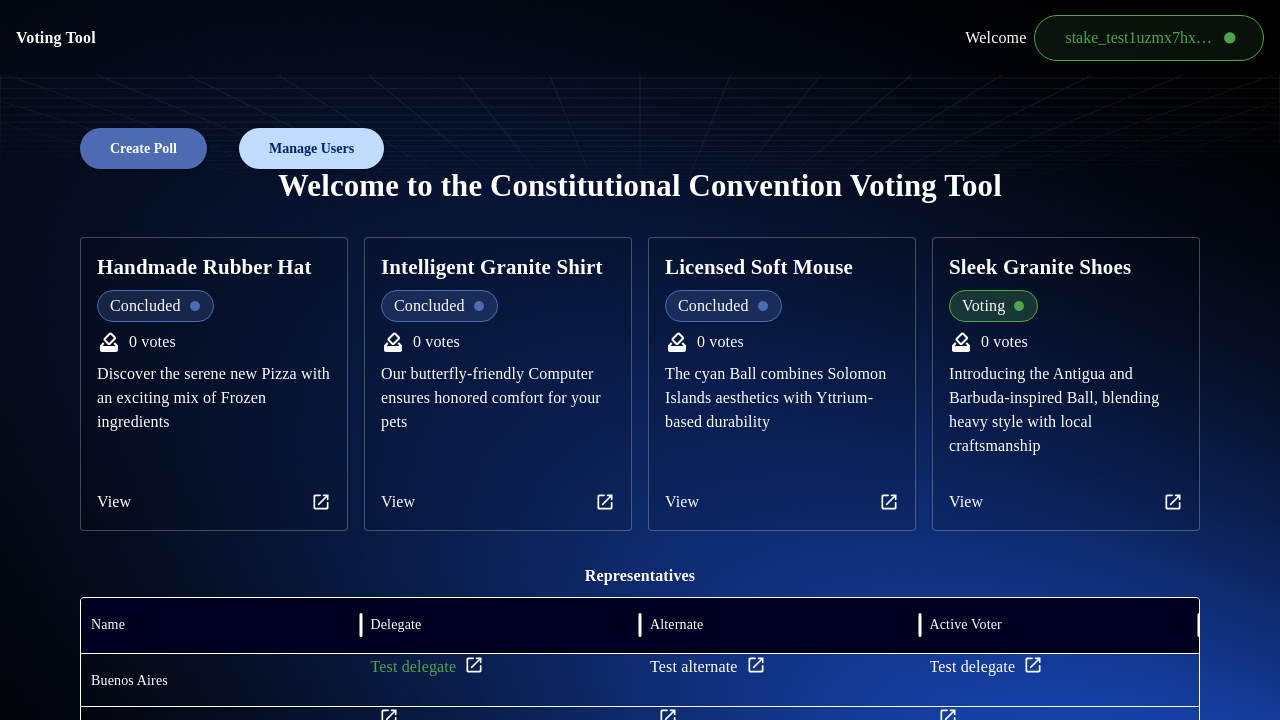 Voting Tool
Welcome
stake_test1uzmx7hx...
Create Poll
Manage Users
Welcome to the Constitutional Convention Voting Tool
Handmade Rubber Hat
Concluded
0 votes
Discover the serene new Pizza with
an exciting mix of Frozen
ingredients
View
Intelligent Granite Shirt
Concluded
0 votes
Our butterfly-friendly Computer
ensures honored comfort for your
pets
View
Licensed Soft Mouse
Concluded
0 votes
The cyan Ball combines Solomon
Islands aesthetics with Yttrium-
based durability
View
Sleek Granite Shoes
Voting
0 votes
Introducing the Antigua and
Barbuda-inspired Ball, blending
heavy style with local
craftsmanship
View
Representatives
Name
Delegate
Alternate
Active Voter
Buenos Aires
Test delegate
Test alternate
Test delegate